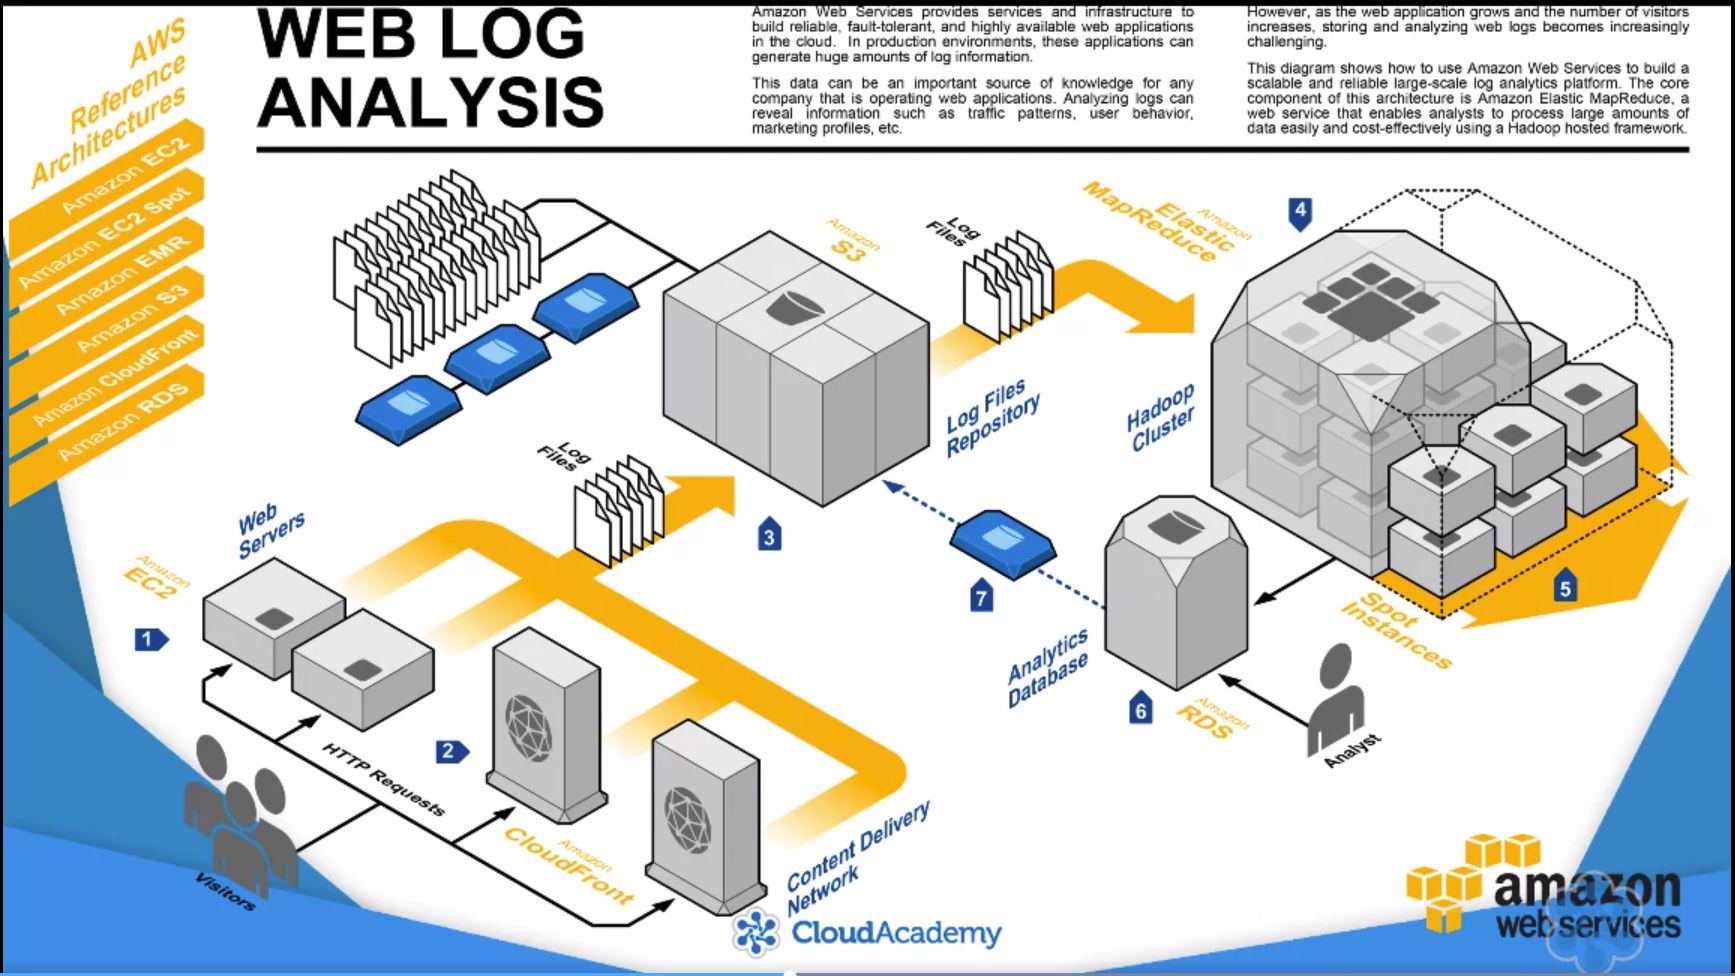 AWS
Reference
Architectures
Amazon EC2
Amazon EC2 Spot
Amazon EMR
Amazon S3
Amazon CloudFront
Amazon RDS
WEB LOG
ANALYSIS
Amazon Web Services provides services and infrastructure to
build reliable, fault-tolerant, and highly available web applications
in the cloud. In production environments, these applications can
generate huge amounts of log information.
This data can be an important source of knowledge for any
company that is operating web applications. Analyzing logs can
reveal information such as traffic patterns, user behavior,
marketing profiles, etc.
However, as the web application grows and the number of visitors
increases, storing and analyzing web logs becomes increasingly
challenging.
This diagram shows how to use Amazon Web Services to build a
scalable and reliable large-scale log analytics platform. The core
component of this architecture is Amazon Elastic MapReduce, a
web service that enables analysts to process large amounts of
data easily and cost-effectively using a Hadoop hosted framework.
Amazon
S3
Log
Files
Amazon
Elastic
MapReduce
4
Log Files
Repository
Hadoop
Cluster
Log
Files
3
Web
Servers
Amazon
EC2
1
7
5
Spot
Instances
Analytics
Database
6
Amazon
RDS
Analyst
2
HTTP Requests
Visitors
Amazon
CloudFront
Content Delivery
Network
CloudAcademy
amazon
web services